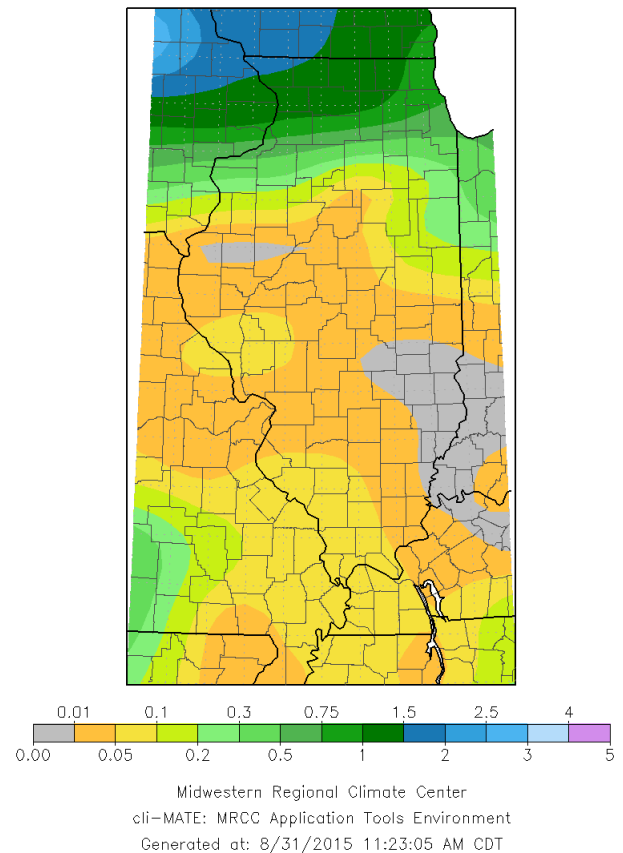 0.01 0.1 0.3 0.75 1.5 2.5 4
0.00 0.05 0.2 0.5 1 2 3 5
Midwestern Regional Climate Center
cli-MATE: MRCC Application Tools Environment
Generated at: 8/31/2015 11:23:05 AM CDT